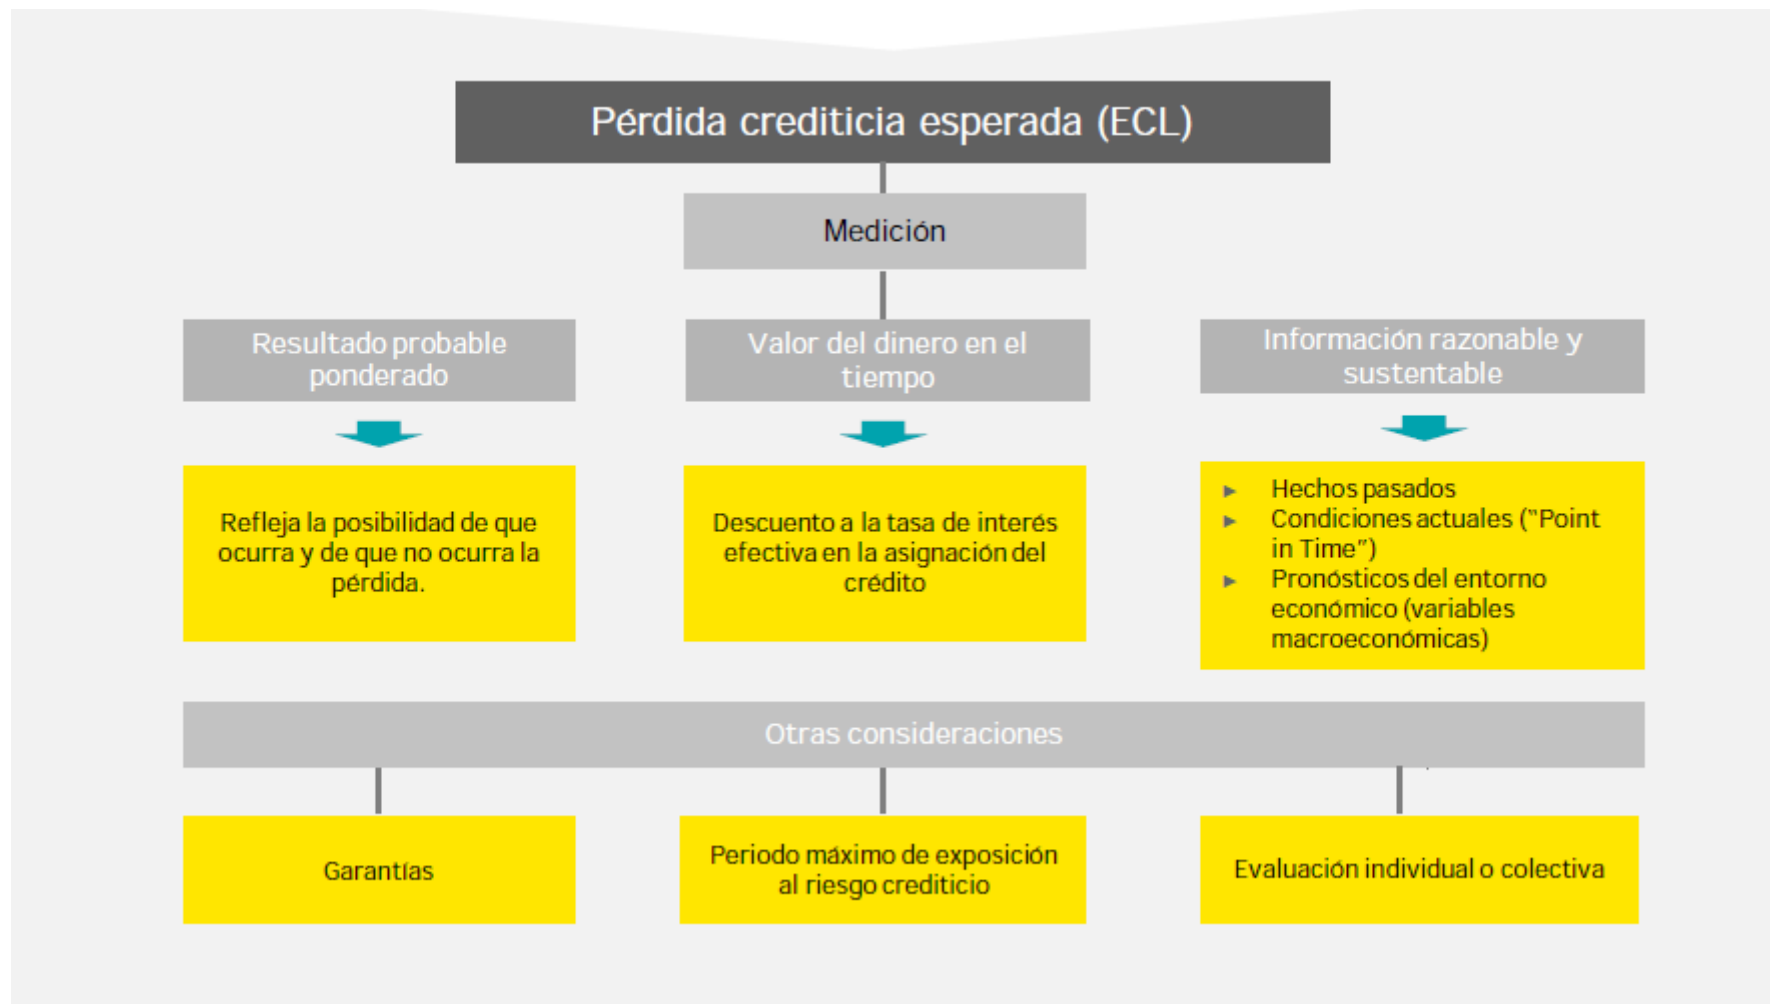 Pérdida crediticia esperada (ECL)
Medición
Resultado probable
ponderado
Valor del dinero en el
tiempo
Información razonable y
sustentable
Refleja la posibilidad de que
ocurra y de que no ocurra la
pérdida.
Descuento a la tasa de interés
efectiva en la asignación del
crédito
► Hechos pasados
► Condiciones actuales ("Point
in Time")
► Pronósticos del entorno
económico (variables
macroeconómicas)
Otras consideraciones
Garantías
Periodo máximo de exposición
al riesgo crediticio
Evaluación individual o colectiva